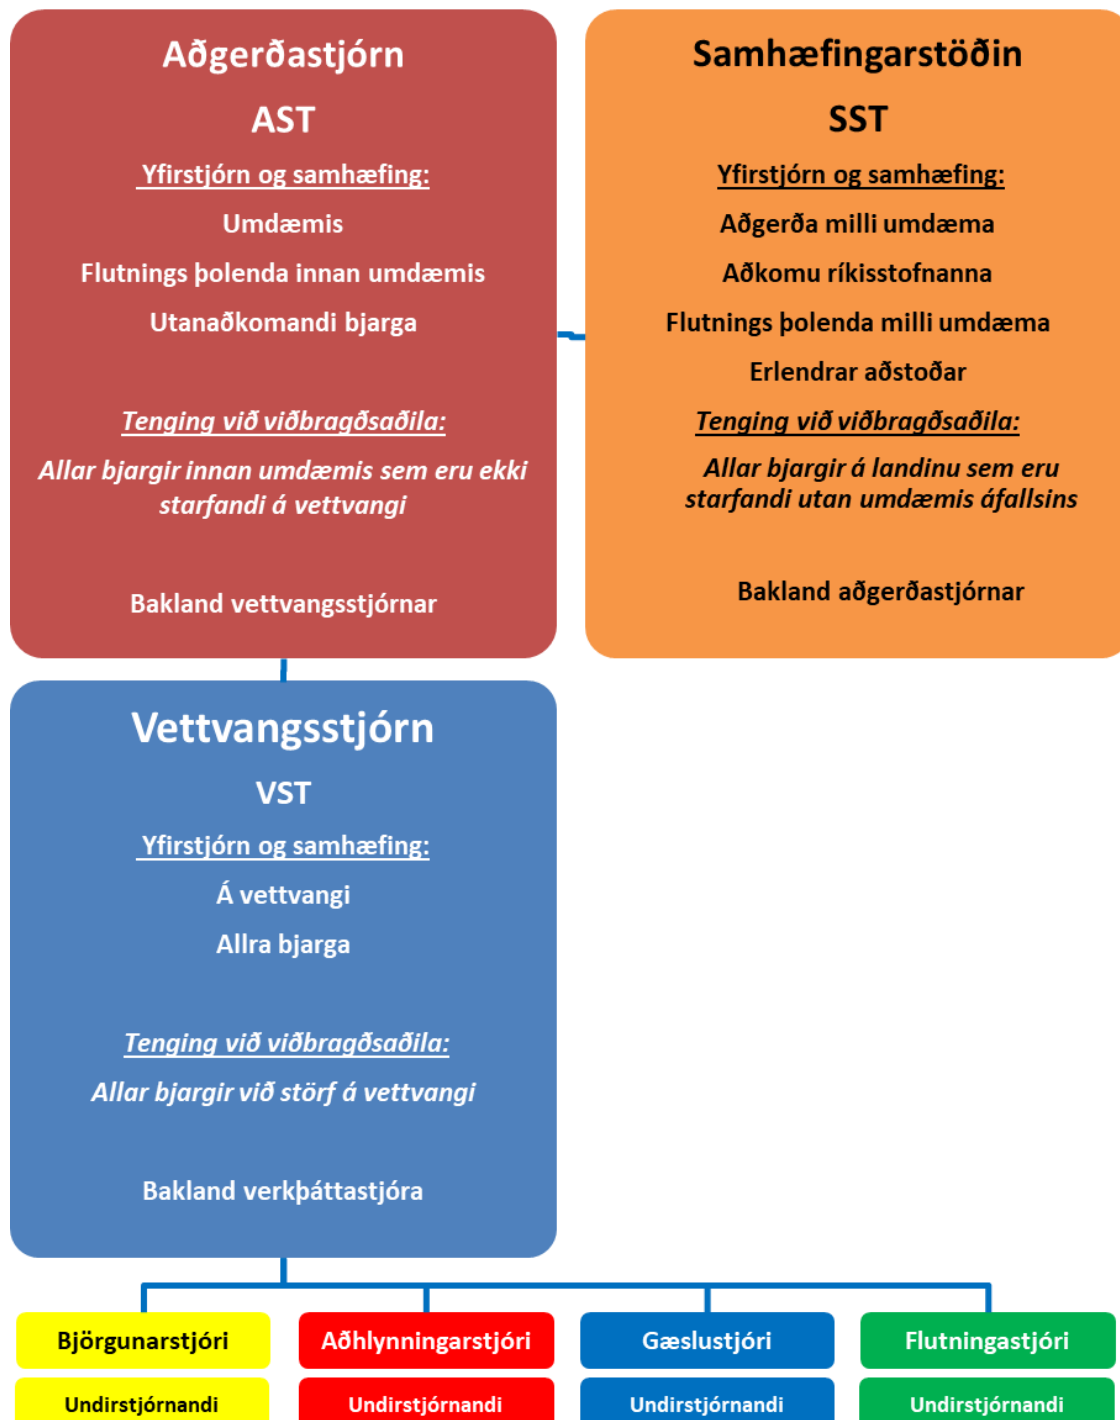 Aðgerðastjórn
AST
Yfirstjórn og samhæfing:
Umdæmis
Flutnings þolenda innan umdæmis
Utanaðkomandi bjarga
Tenging við viðbragðsaðila:
Allar bjargir innan umdæmis sem eru ekki
starfandi á vettvangi
Bakland vettvangsstjórnar
Samhæfingarstöðin
SST
Yfirstjórn og samhæfing:
Aðgerða milli umdæma
Aðkomu ríkisstofnanna
Flutnings þolenda milli umdæma
Erlendrar aðstoðar
Tenging við viðbragðsaðila:
Allar bjargir á landinu sem eru
starfandi utan umdæmis áfallsins
Bakland aðgerðastjórnar
Vettvangsstjórn
VST
Yfirstjórn og samhæfing:
Á vettvangi
Allra bjarga
Tenging við viðbragðsaðila:
Allar bjargir við störf á vettvangi
Bakland verkþáttastjóra
Björgunarstjóri
Aðhlynningarstjóri
Gæslustjóri
Flutningastjóri
Undirstjórnandi
Undirstjórnandi
Undirstjórnandi
Undirstjórnandi